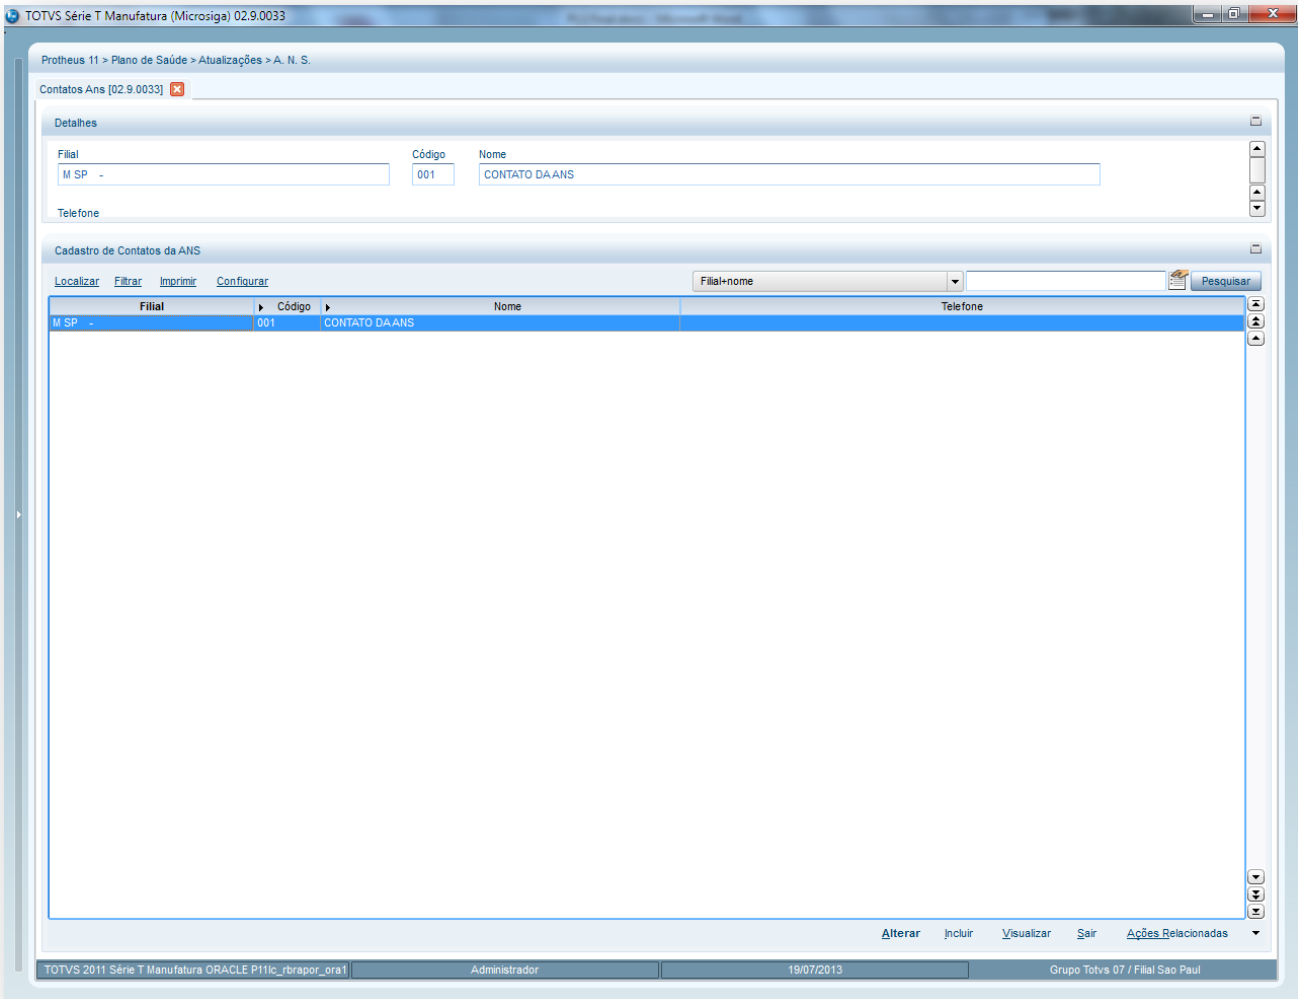 TOTVS Série T Manufatura (Microsiga) 02.9.0033
Protheus 11 > Plano de Saúde > Atualizações > A. N. S.
Contatos Ans [02.9.0033]
Detalhes
Filial Código Nome
M SP - 001 CONTATO DA ANS
Telefone
Cadastro de Contatos da ANS
Localizar Filtrar Imprimir Configurar Filial+nome Pesquisar
Filial Código Nome Telefone
M SP - 001 CONTATO DA ANS
Alterar Incluir Visualizar Sair Ações Relacionadas
TOTVS 2011 Série T Manufatura ORACLE P11lc_rbrapor_ora1 Administrador 19/07/2013 Grupo Totvs 07 / Filial Sao Paul